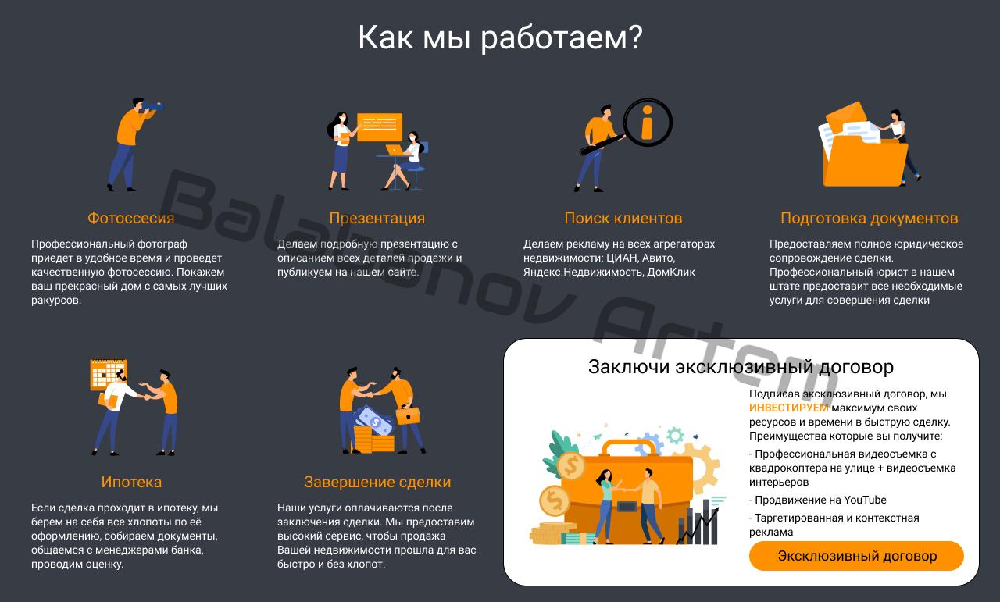 Как мы работаем?
Фотоссесия
Профессиональный фотограф
приедет в удобное время и проведет
качественную фотосессию. Покажем
ваш прекрасный дом с самых лучших
ракурсов.
Презентация
Делаем подробную презентацию с
описанием всех деталей продажи и
публикуем на нашем сайте.
Поиск клиентов
Делаем рекламу на всех агрегаторах
недвижимости: ЦИАН, Авито,
Яндекс.Недвижимость, ДомКлик
Подготовка документов
Предоставляем полное юридическое
сопровождение сделки.
Профессиональный юрист в нашем
штате предоставит все необходимые
услуги для совершения сделки
Balabanov Artem
Ипотека
Если сделка проходит в ипотеку, мы
берем на себя все хлопоты по её
оформлению, собираем документы,
общаемся с менеджерами банка,
проводим оценку.
Завершение сделки
Наши услуги оплачиваются после
заключения сделки. Мы предоставим
высокий сервис, чтобы продажа
Вашей недвижимости прошла для вас
быстро и без хлопот.
Заключи эксклюзивный договор
Подписав эксклюзивный договор, мы
ИНВЕСТИРУЕМ максимум своих
ресурсов и времени в быструю сделку.
Преимущества которые вы получите:
- Профессиональная видеосъемка с
квадрокоптера на улице + видеосъемка
интерьеров
- Продвижение на YouTube
- Таргетированная и контекстная
реклама
Эксклюзивный договор